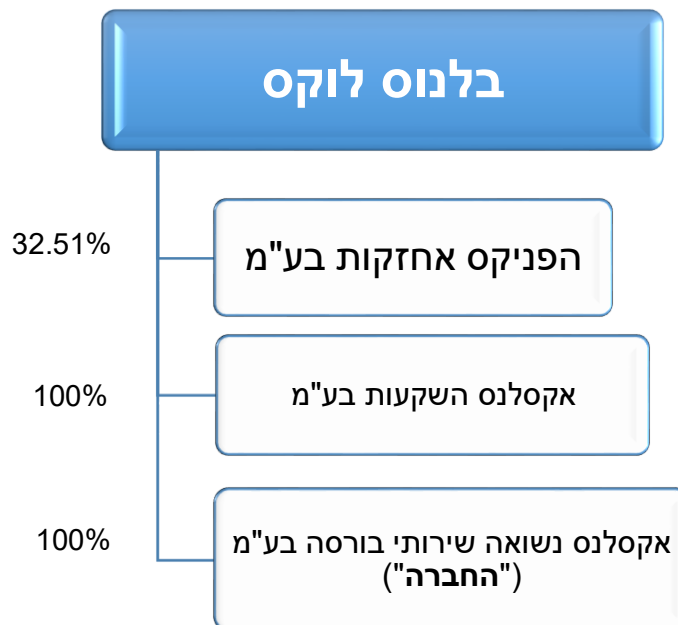 בלנוס לוקס
32.51%
הפניקס אחזקות בע"מ
100%
אקסלנס השקעות בע"מ
100%
אקסלנס נשואה שירותי בורסה בע"מ
("החברה")